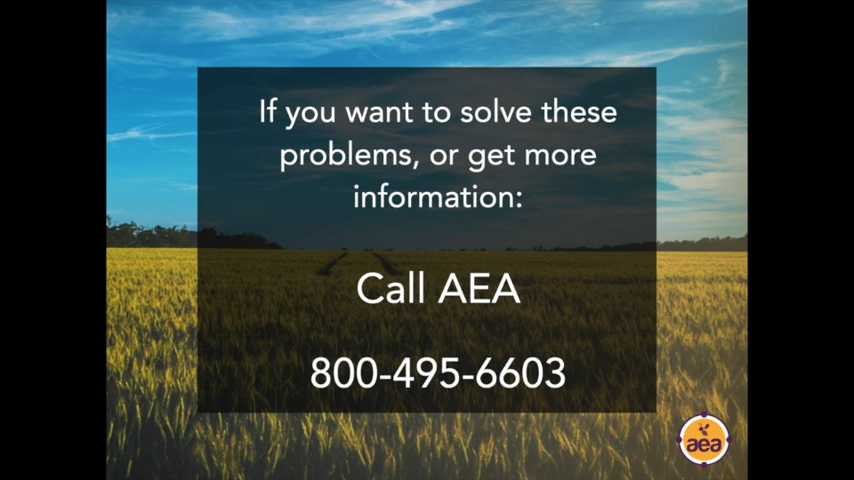 If you want to solve these
problems, or get more
information:
Call AEA
800-495-6603
aea